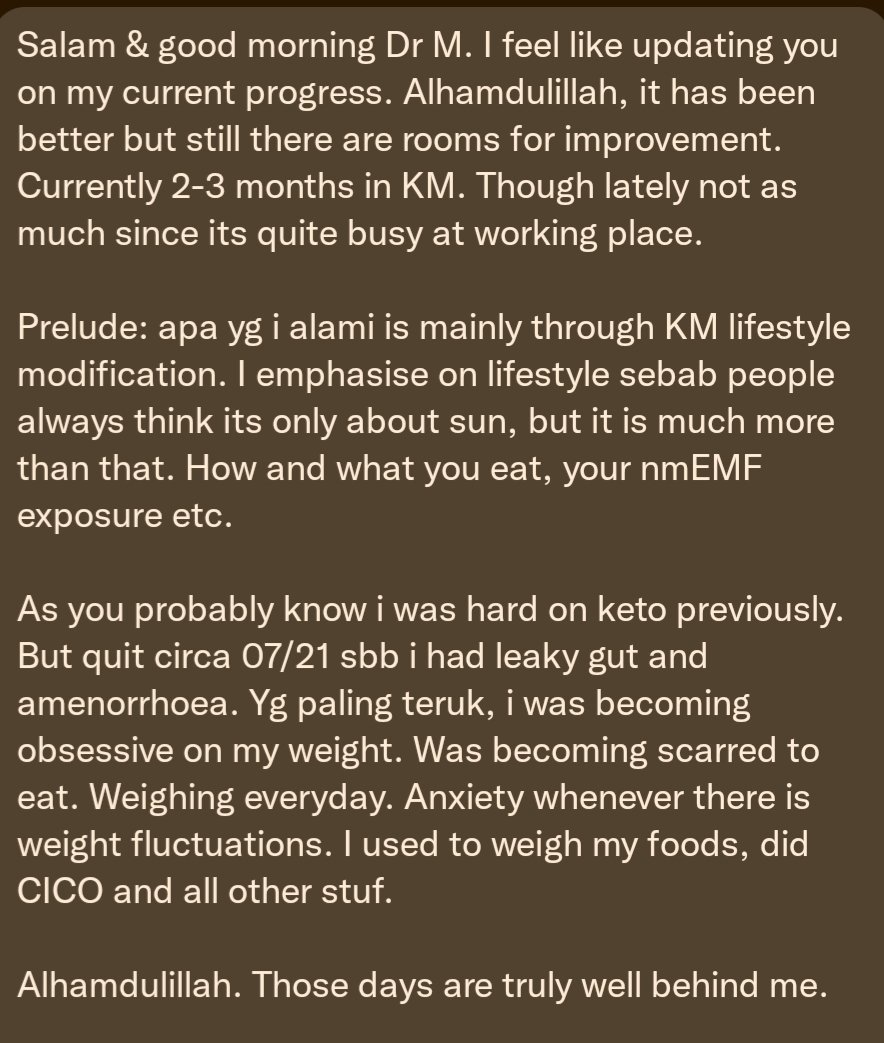 Salam & good morning Dr M. I feel like updating you
on my current progress. Alhamdulillah, it has been
better but still there are rooms for improvement.
Currently 2-3 months in KM. Though lately not as
much since its quite busy at working place.
Prelude: apa yg i alami is mainly through KM lifestyle
modification. I emphasise on lifestyle sebab people
always think its only about sun, but it is much more
than that. How and what you eat, your nmEMF
exposure etc.
As you probably know i was hard on keto previously.
But quit circa 07/21 sbb i had leaky gut and
amenorrhoea. Yg paling teruk, i was becoming
obsessive on my weight. Was becoming scarred to
eat. Weighing everyday. Anxiety whenever there is
weight fluctuations. I used to weigh my foods, did
CICO and all other stuf.
Alhamdulillah. Those days are truly well behind me.